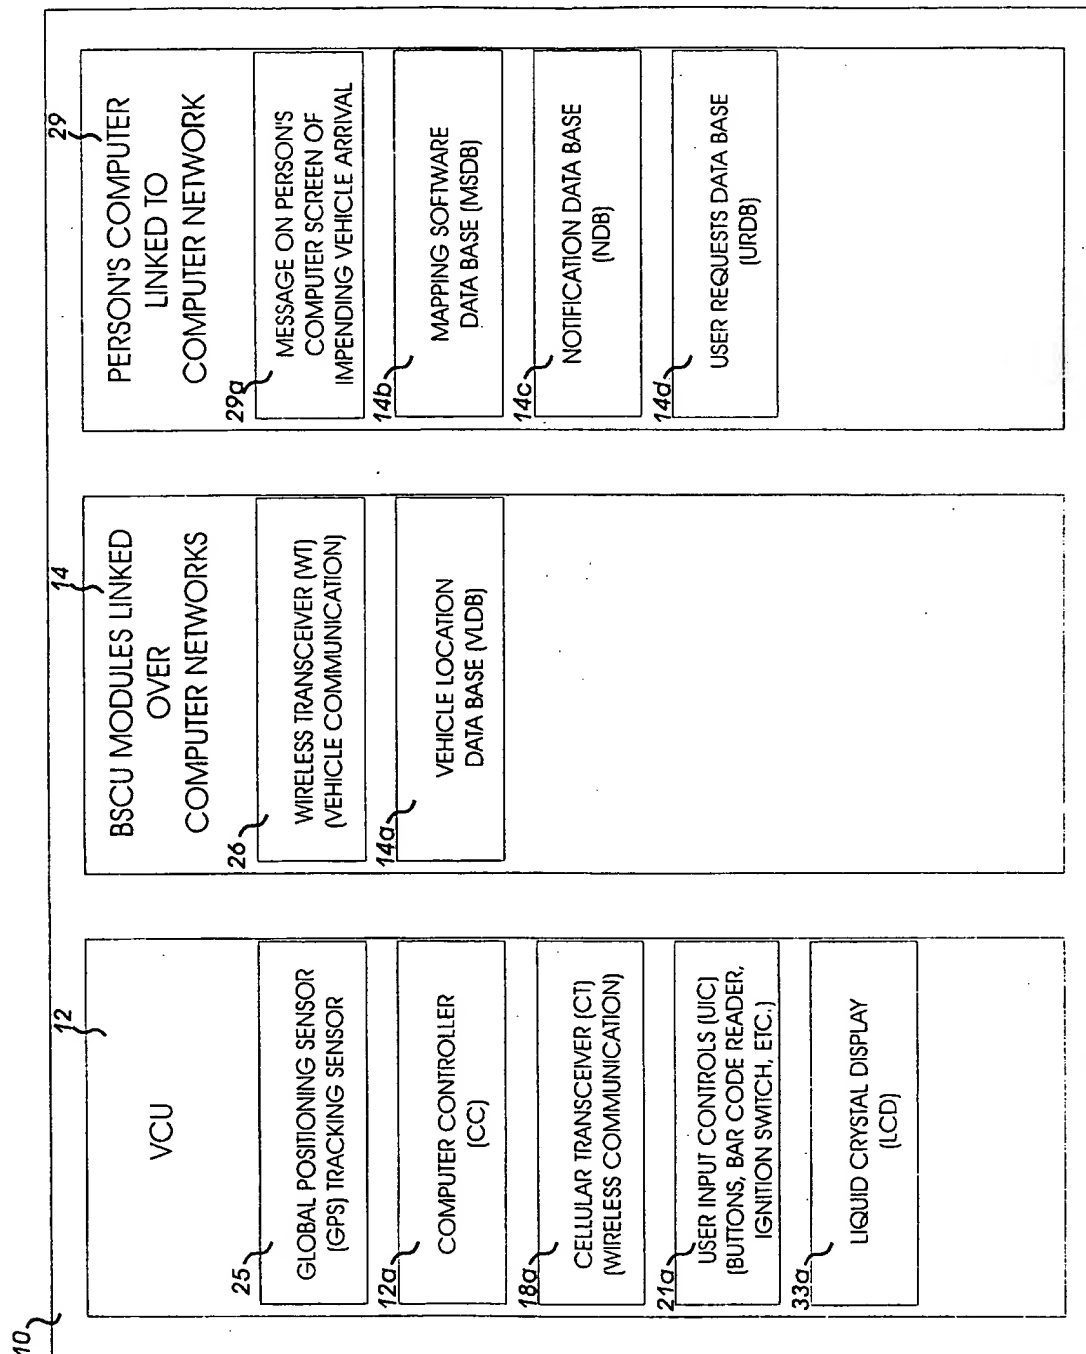 10
12
VCU
25
GLOBAL POSITIONING SENSOR
(GPS) TRACKING SENSOR
12a
COMPUTER CONTROLLER
(CC)
18a
CELLULAR TRANSCEIVER (CT)
(WIRELESS COMMUNICATION)
21a
USER INPUT CONTROLS (UIC)
(BUTTONS, BAR CODE READER,
IGNITION SWITCH, ETC.)
33a
LIQUID CRYSTAL DISPLAY
(LCD)
14
BSCU MODULES LINKED
OVER
COMPUTER NETWORKS
26
WIRELESS TRANSCEIVER (WT)
(VEHICLE COMMUNICATION)
14a
VEHICLE LOCATION
DATA BASE (VLDB)
29
PERSON'S COMPUTER
LINKED TO
COMPUTER NETWORK
29a
MESSAGE ON PERSON'S
COMPUTER SCREEN OF
IMPENDING VEHICLE ARRIVAL
14b
MAPPING SOFTWARE
DATA BASE (MSDB)
14c
NOTIFICATION DATA BASE
(NDB)
14d
USER REQUESTS DATA BASE
(URDB)